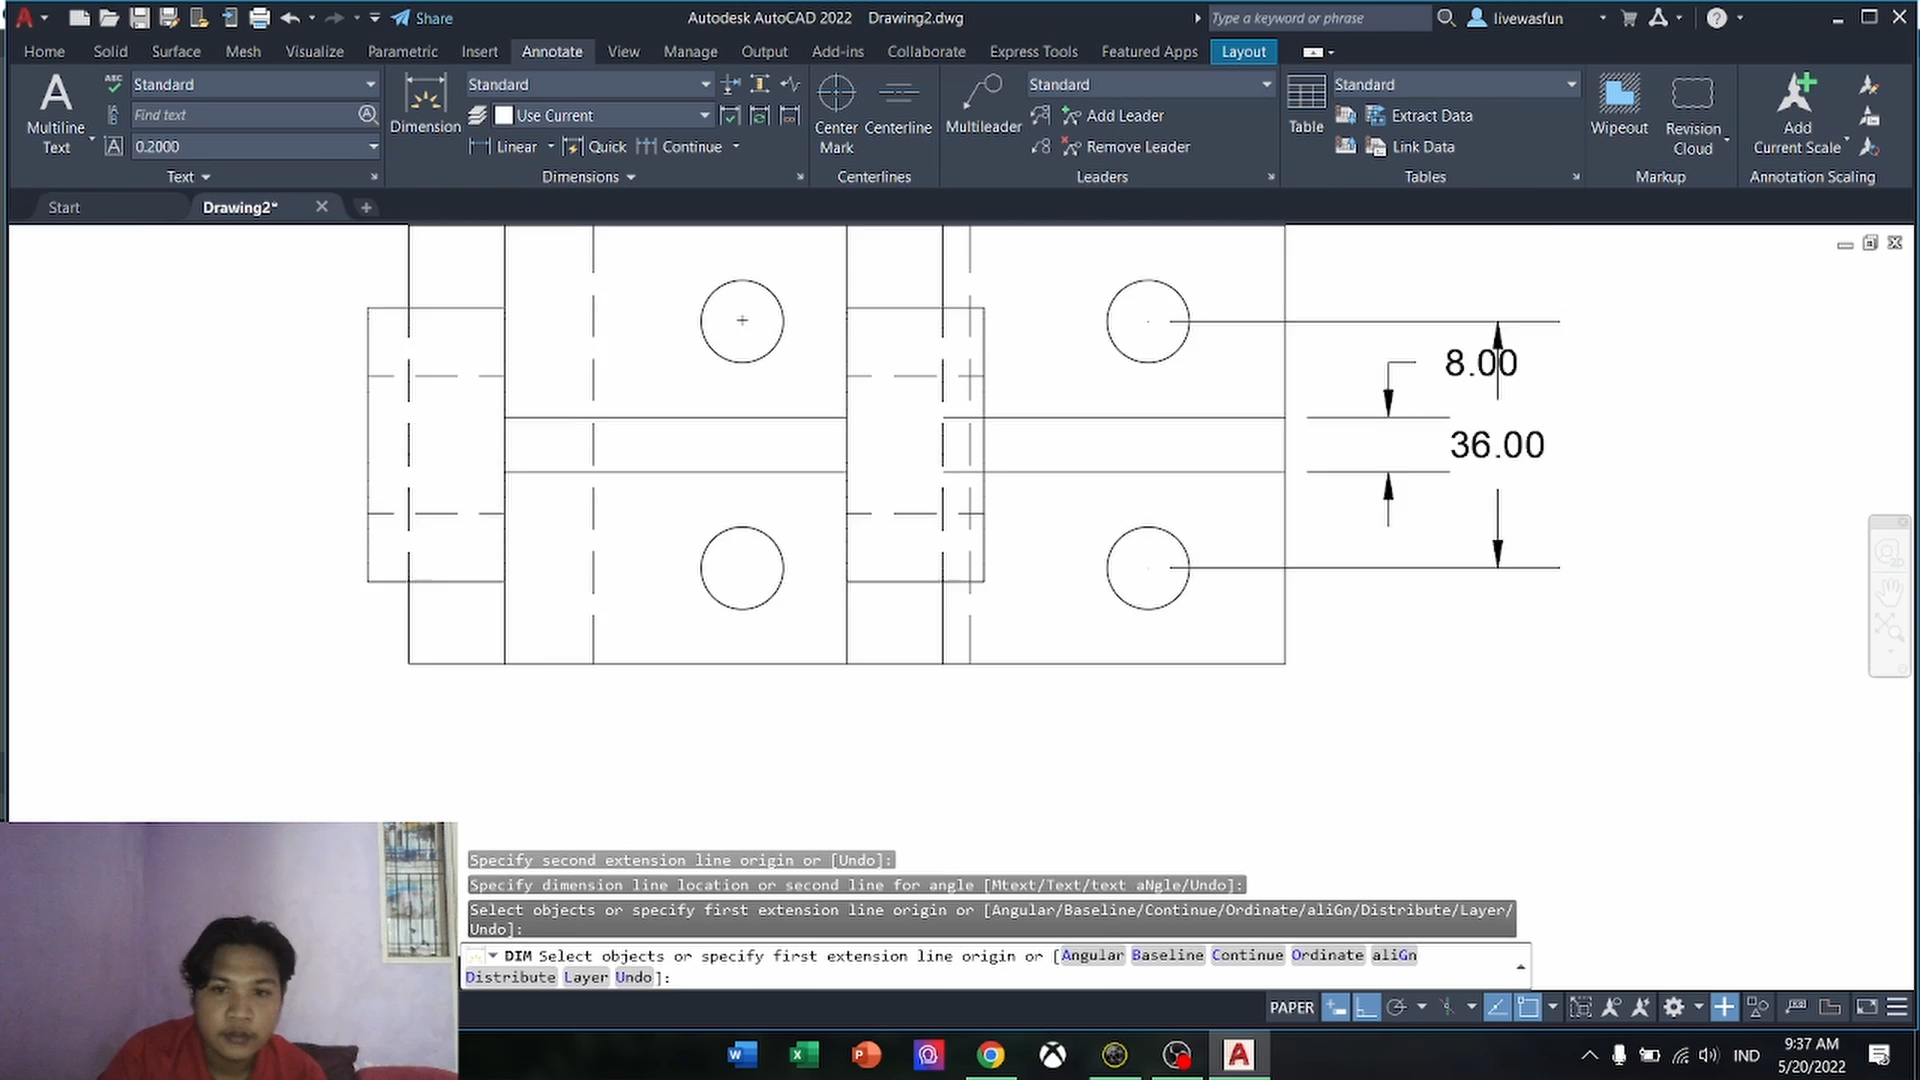 Share
Autodesk AutoCAD 2022 Drawing2.dwg
Type a keyword or phrase
livewasfun
Home Solid Surface Mesh Visualize Parametric Insert Annotate View Manage Output Add-ins Collaborate Express Tools Featured Apps Layout
Multiline Text
ABC
Standard
Find text
0.2000
Text
Dimension
Standard
Use Current
Linear Quick Continue
Dimensions
Center Mark
Centerline
Centerlines
Multileader
Standard
Add Leader
Remove Leader
Leaders
Table
Standard
Extract Data
Link Data
Tables
Wipeout
Revision Cloud
Markup
Add Current Scale
Annotation Scaling
Start Drawing2*
8.00
36.00
Specify second extension line origin or [Undo]:
Specify dimension line location or second line for angle [Mtext/Text/text aNgle/Undo]:
Select objects or specify first extension line origin or [Angular/Baseline/Continue/Ordinate/aliGn/Distribute/Layer/
Undo]:
DIM Select objects or specify first extension line origin or [Angular Baseline Continue Ordinate aliGn
Distribute Layer Undo]:
PAPER
IND
9:37 AM
5/20/2022